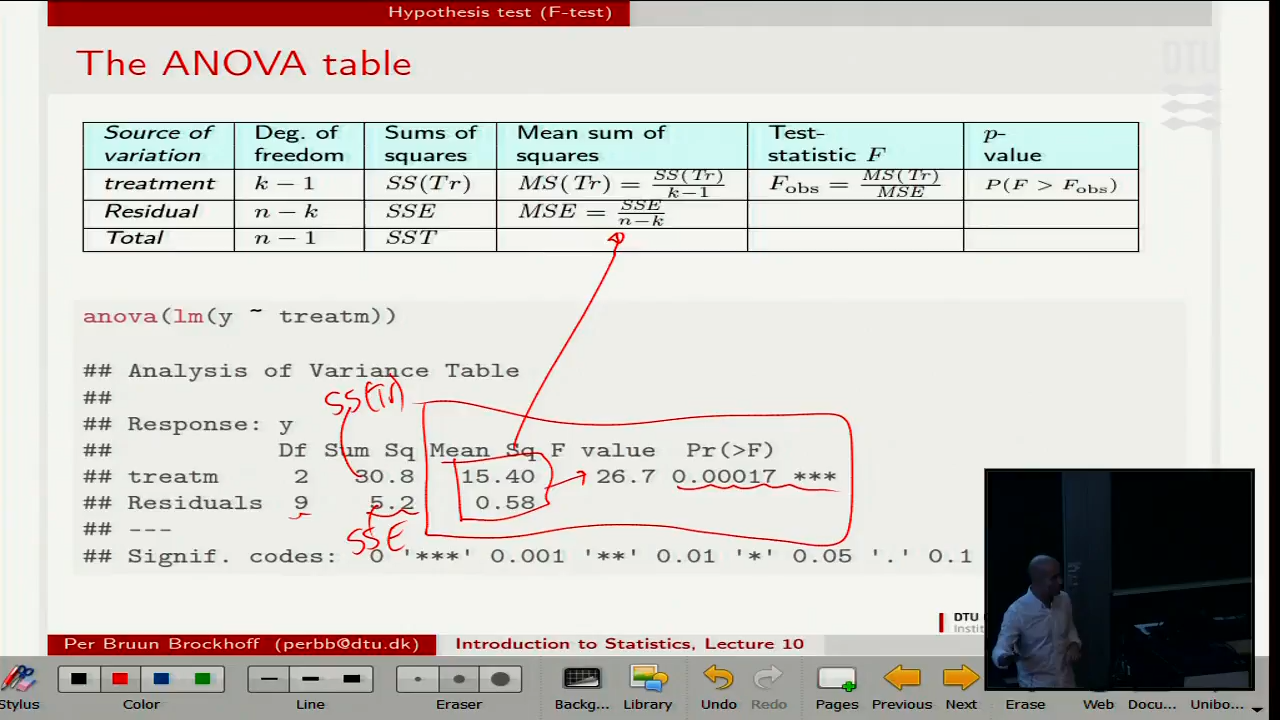 Hypothesis test (F-test)
The ANOVA table
DTU
Source of variation | Deg. of freedom | Sums of squares | Mean sum of squares | Test-statistic F | p-value
treatment | k − 1 | SS(Tr) | MS(Tr) = SS(Tr)/k−1 | F_obs = MS(Tr)/MSE | P(F > F_obs)
Residual | n − k | SSE | MSE = SSE/n−k
Total | n − 1 | SST
anova(lm(y ~ treatm))
## Analysis of Variance Table
##
SS(Tr)
## Response: y
## Df Sum Sq Mean Sq F value Pr(>F)
## treatm 2 30.8 15.40 26.7 0.00017 ***
## Residuals 9 5.2 0.58
## ---
SSE
## Signif. codes: 0 '***' 0.001 '**' 0.01 '*' 0.05 '.' 0.1
DTU
Per Bruun Brockhoff (perbb@dtu.dk) Introduction to Statistics, Lecture 10
Stylus Color Line Eraser Backg... Library Undo Redo Pages Previous Next Erase Web Docu... Unibo...